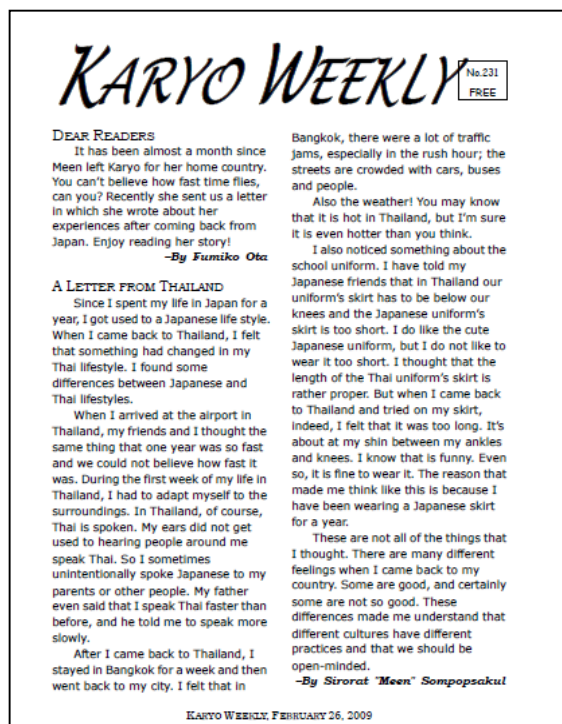 KARYO WEEKLY
No.231
FREE
DEAR READERS
It has been almost a month since
Meen left Karyo for her home country.
You can't believe how fast time flies,
can you? Recently she sent us a letter
in which she wrote about her
experiences after coming back from
Japan. Enjoy reading her story!
–By Fumiko Ota
A LETTER FROM THAILAND
Since I spent my life in Japan for a
year, I got used to a Japanese life style.
When I came back to Thailand, I felt
that something had changed in my
Thai lifestyle. I found some
differences between Japanese and
Thai lifestyles.
When I arrived at the airport in
Thailand, my friends and I thought the
same thing that one year was so fast
and we could not believe how fast it
was. During the first week of my life in
Thailand, I had to adapt myself to the
surroundings. In Thailand, of course,
Thai is spoken. My ears did not get
used to hearing people around me
speak Thai. So I sometimes
unintentionally spoke Japanese to my
parents or other people. My father
even said that I speak Thai faster than
before, and he told me to speak more
slowly.
After I came back to Thailand, I
stayed in Bangkok for a week and then
went back to my city. I felt that in
Bangkok, there were a lot of traffic
jams, especially in the rush hour; the
streets are crowded with cars, buses
and people.
Also the weather! You may know
that it is hot in Thailand, but I'm sure
it is even hotter than you think.
I also noticed something about the
school uniform. I have told my
Japanese friends that in Thailand our
uniform's skirt has to be below our
knees and the Japanese uniform's
skirt is too short. I do like the cute
Japanese uniform, but I do not like to
wear it too short. I thought that the
length of the Thai uniform's skirt is
rather proper. But when I came back
to Thailand and tried on my skirt,
indeed, I felt that it was too long. It's
about at my shin between my ankles
and knees. I know that is funny. Even
so, it is fine to wear it. The reason that
made me think like this is because I
have been wearing a Japanese skirt
for a year.
These are not all of the things that
I thought. There are many different
feelings when I came back to my
country. Some are good, and certainly
some are not so good. These
differences made me understand that
different cultures have different
practices and that we should be
open-minded.
–By Sirorat "Meen" Sompopsakul
KARYO WEEKLY, FEBRUARY 26, 2009